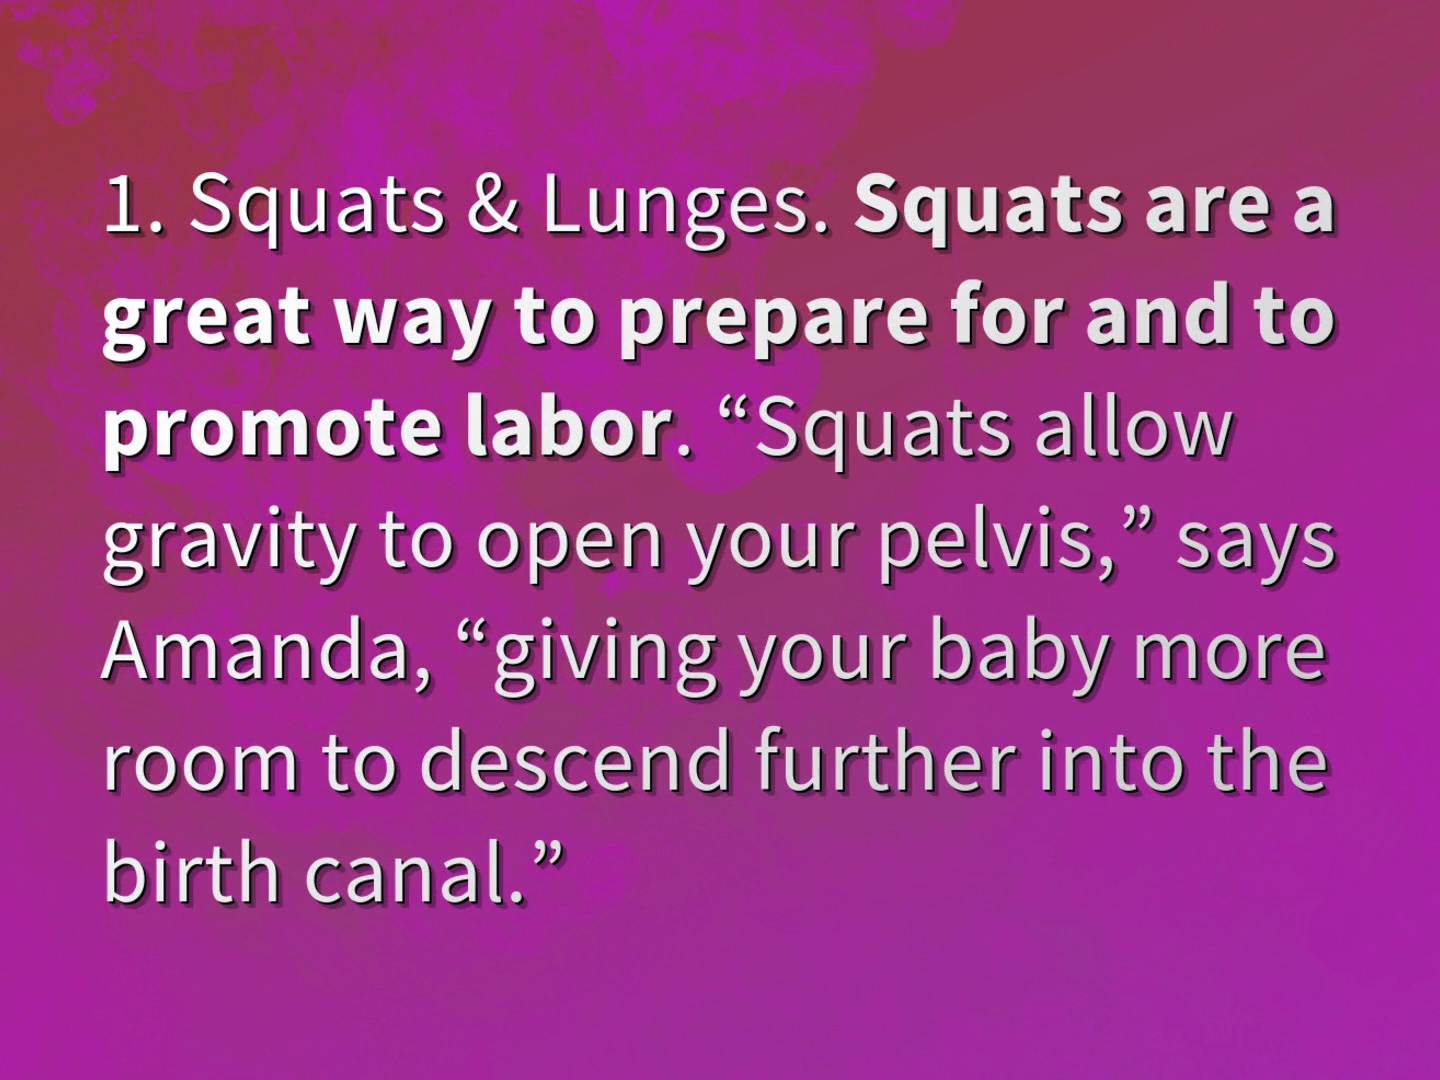 1. Squats & Lunges. Squats are a
great way to prepare for and to
promote labor. “Squats allow
gravity to open your pelvis,” says
Amanda, “giving your baby more
room to descend further into the
birth canal.”